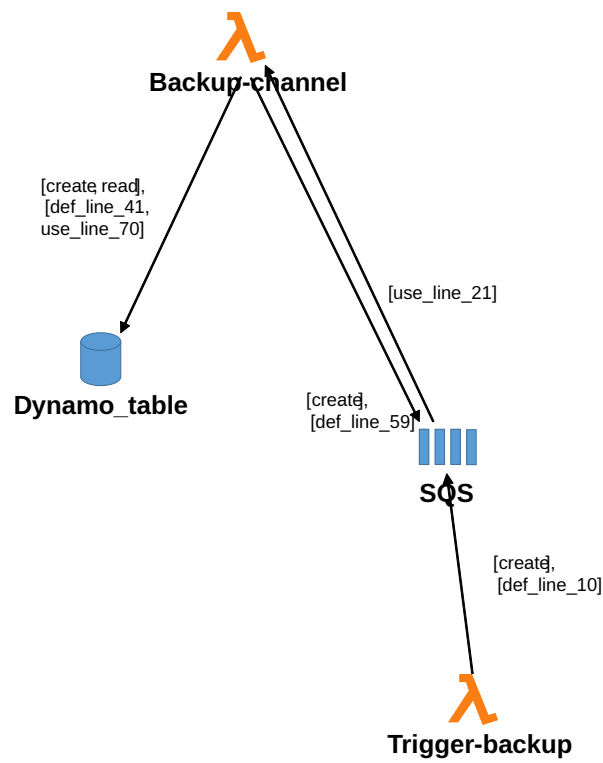 Backup-channel
[create, read],
[def_line_41,
use_line_70]
[use_line_21]
Dynamo_table
[create],
[def_line_59]
SQS
[create],
[def_line_10]
Trigger-backup